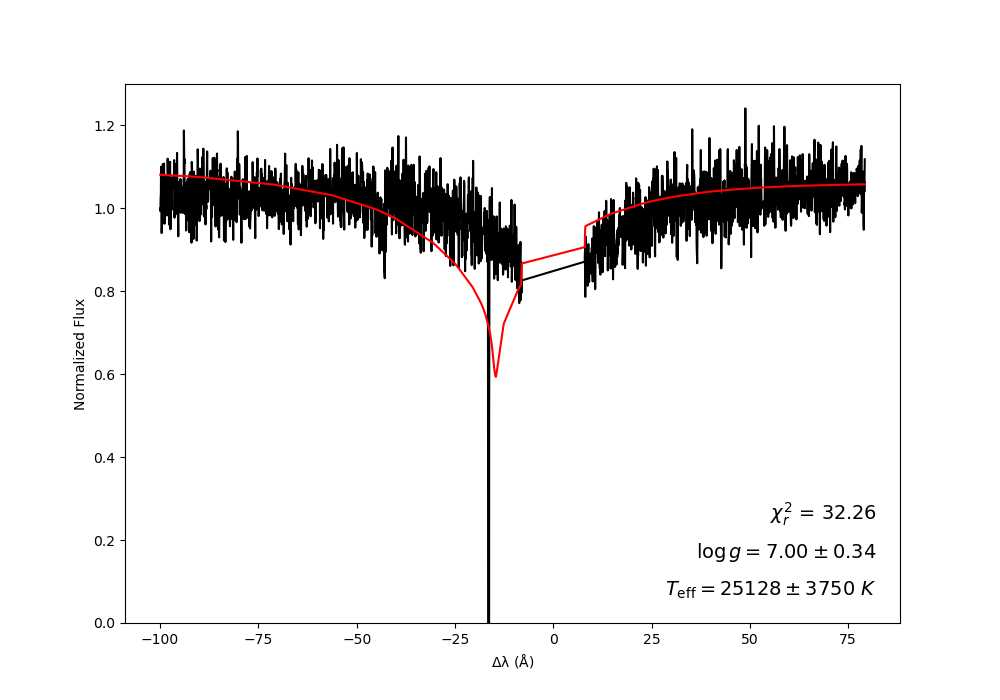 1.2
1.0
0.8
0.6
0.4
0.2
0.0
Normalized Flux
χ²ᵣ = 32.26
log g = 7.00 ± 0.34
T_eff = 25128 ± 3750 K
−100 −75 −50 −25 0 25 50 75
Δλ (Å)